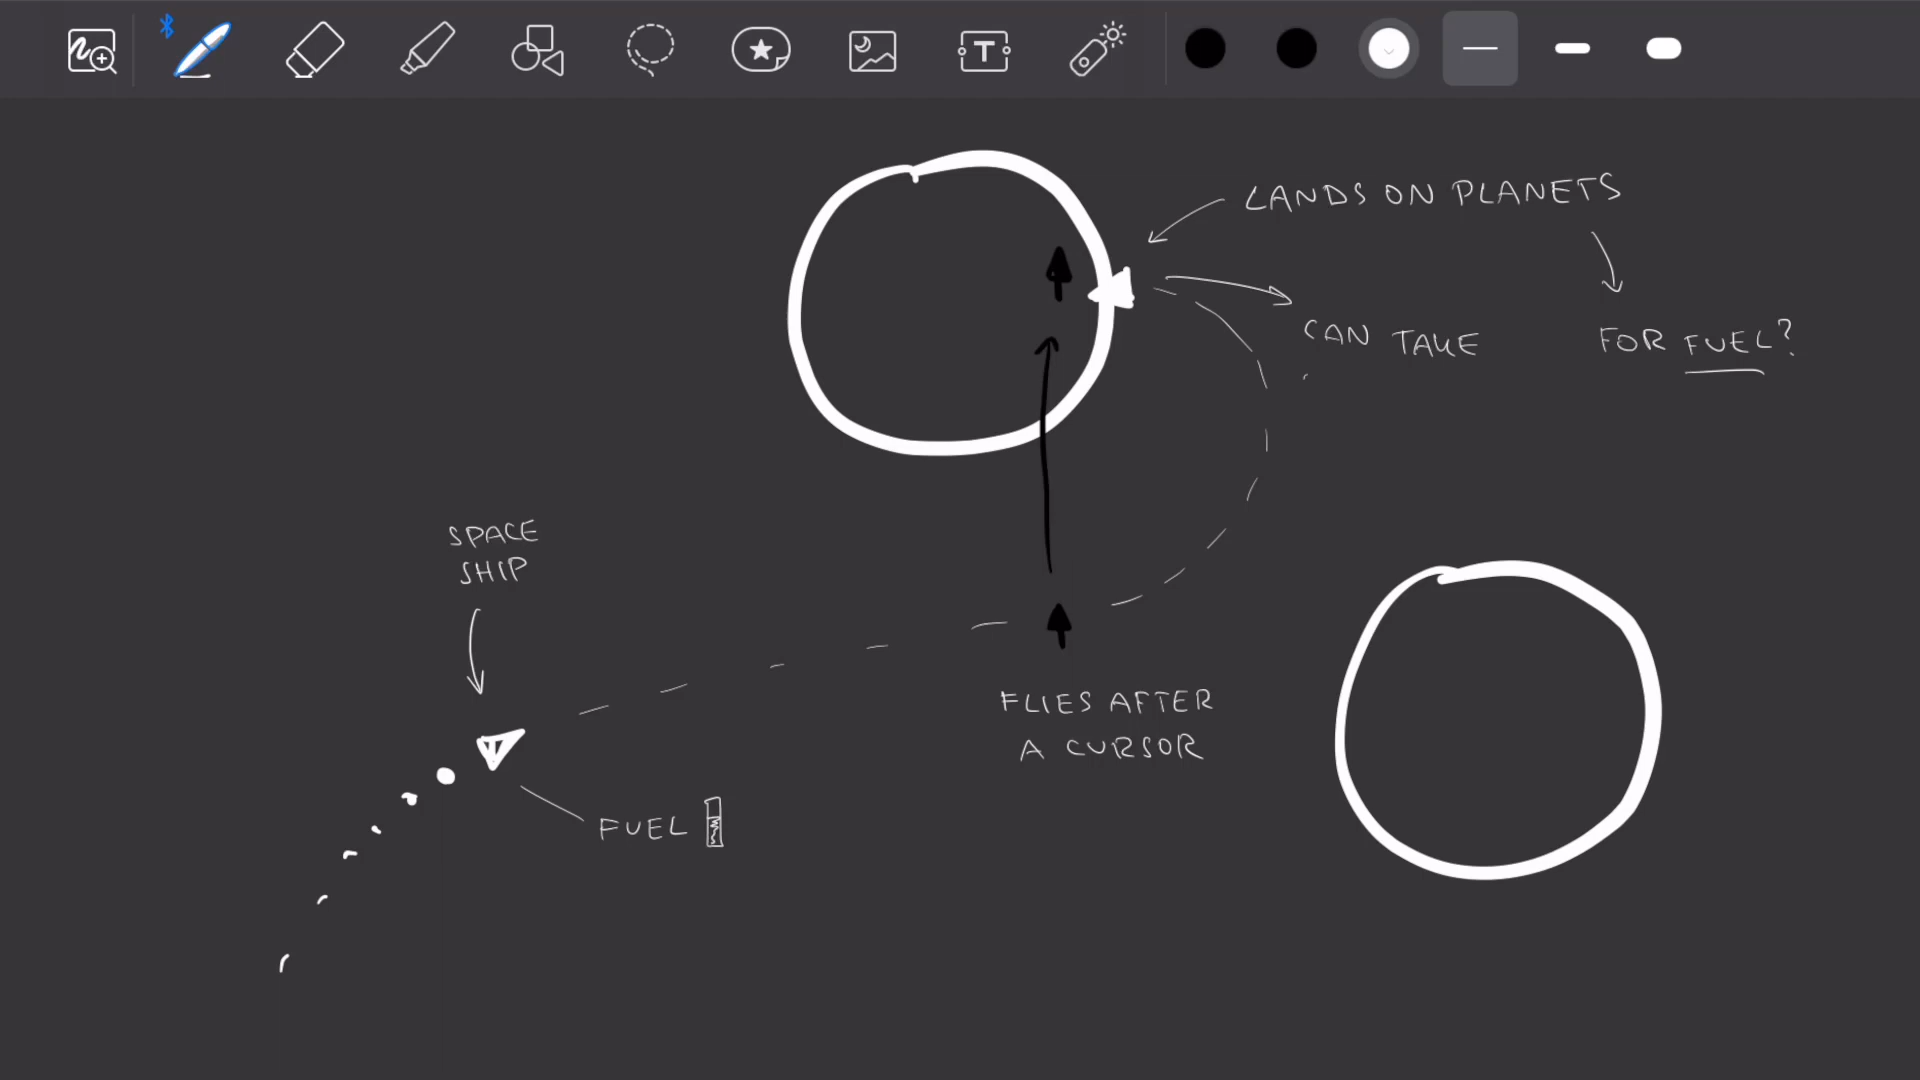 LANDS ON PLANETS
CAN TAKE
FOR FUEL?
SPACE
SHIP
FLIES AFTER
A CURSOR
FUEL